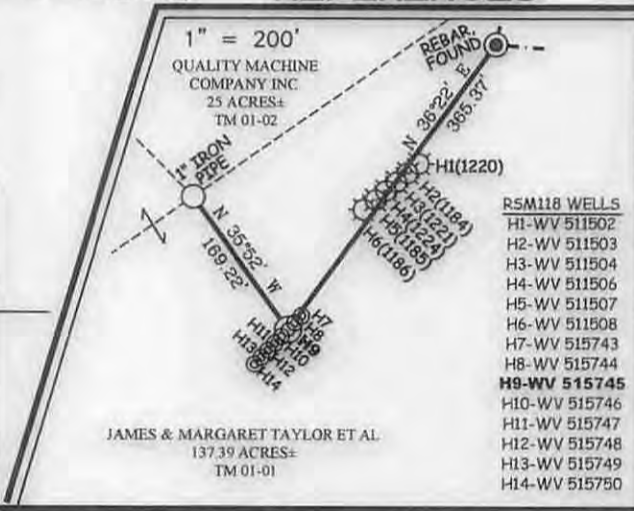 1" = 200'
QUALITY MACHINE
COMPANY INC
25 ACRES±
TM 01-02
REBAR
FOUND
N 36°22' E
365.37'
1" IRON
PIPE
N 35°52' W
169.22'
H1(1220)
H2(1184)
H3(1221)
H4(1224)
H5(1185)
H6(1186)
H7
H8
H9
H10
H11
H12
H13
H14
JAMES & MARGARET TAYLOR ET AL
137.39 ACRES±
TM 01-01
RSM118 WELLS
H1-WV 511502
H2-WV 511503
H3-WV 511504
H4-WV 511506
H5-WV 511507
H6-WV 511508
H7-WV 515743
H8-WV 515744
H9-WV 515745
H10-WV 515746
H11-WV 515747
H12-WV 515748
H13-WV 515749
H14-WV 515750